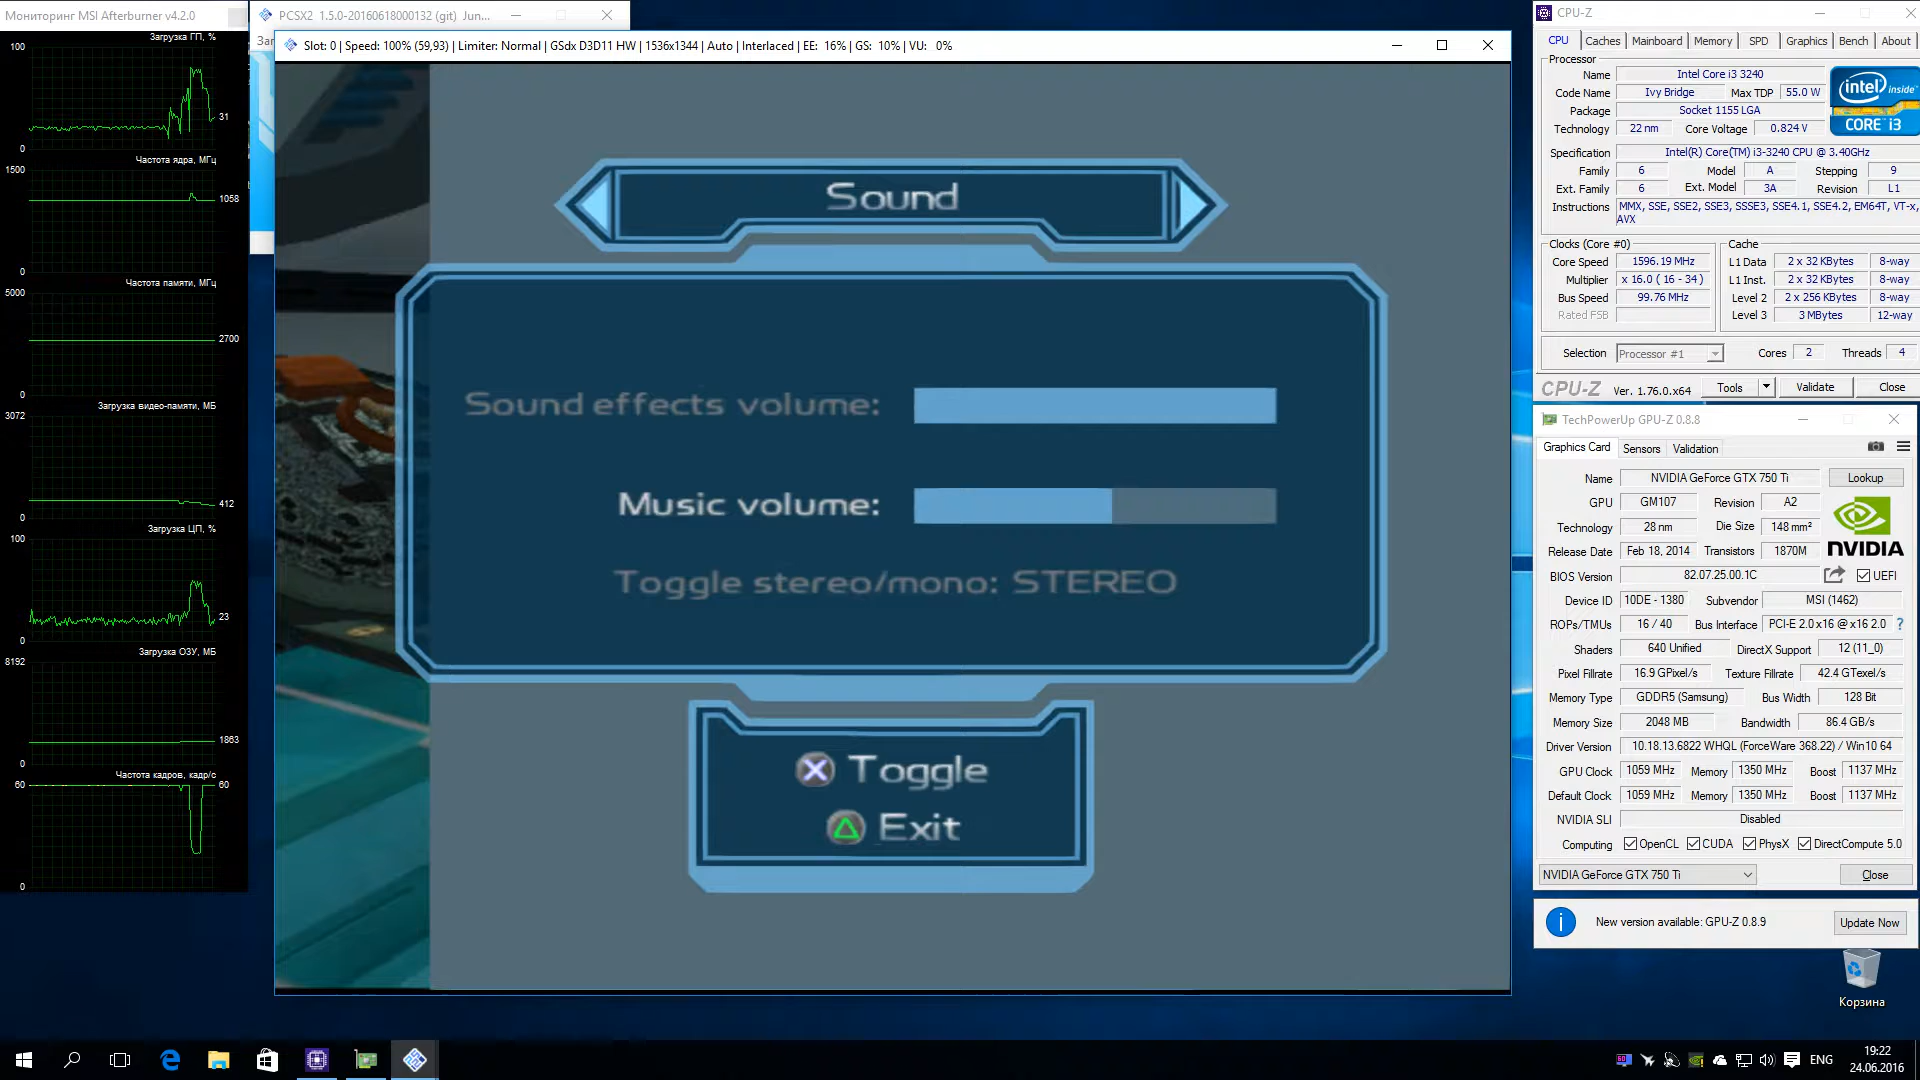 Мониторинг MSI Afterburner v4.2.0
Загрузка ГП, %
100
31
0
Частота ядра, МГц
1500
1058
0
Частота памяти, МГц
5000
2700
0
Загрузка видео-памяти, МБ
3072
412
0
Загрузка ЦП, %
100
23
0
Загрузка ОЗУ, МБ
8192
1863
0
Частота кадров, кадр/с
60
60
0
PCSX2 1.5.0-20160618000132 (git) Jun...
Заг
Slot: 0 | Speed: 100% (59,93) | Limiter: Normal | GSdx D3D11 HW | 1536x1344 | Auto | Interlaced | EE: 16% | GS: 10% | VU: 0%
Sound
Sound effects volume:
Music volume:
Toggle stereo/mono: STEREO
Toggle
Exit
CPU-Z
CPU Caches Mainboard Memory SPD Graphics Bench About
Processor
Name Intel Core i3 3240
Code Name Ivy Bridge Max TDP 55.0 W
Package Socket 1155 LGA
Technology 22 nm Core Voltage 0.824 V
intel inside CORE i3
Specification Intel(R) Core(TM) i3-3240 CPU @ 3.40GHz
Family 6 Model A Stepping 9
Ext. Family 6 Ext. Model 3A Revision L1
Instructions MMX, SSE, SSE2, SSE3, SSSE3, SSE4.1, SSE4.2, EM64T, VT-x,
AVX
Clocks (Core #0) Cache
Core Speed 1596.19 MHz L1 Data 2 x 32 KBytes 8-way
Multiplier x 16.0 ( 16 - 34 ) L1 Inst. 2 x 32 KBytes 8-way
Bus Speed 99.76 MHz Level 2 2 x 256 KBytes 8-way
Rated FSB Level 3 3 MBytes 12-way
Selection Processor #1 Cores 2 Threads 4
CPU-Z Ver. 1.76.0.x64 Tools Validate Close
TechPowerUp GPU-Z 0.8.8
Graphics Card Sensors Validation
Name NVIDIA GeForce GTX 750 Ti Lookup
GPU GM107 Revision A2
Technology 28 nm Die Size 148 mm²
Release Date Feb 18, 2014 Transistors 1870M
NVIDIA
BIOS Version 82.07.25.00.1C UEFI
Device ID 10DE - 1380 Subvendor MSI (1462)
ROPs/TMUs 16 / 40 Bus Interface PCI-E 2.0 x16 @ x16 2.0 ?
Shaders 640 Unified DirectX Support 12 (11_0)
Pixel Fillrate 16.9 GPixel/s Texture Fillrate 42.4 GTexel/s
Memory Type GDDR5 (Samsung) Bus Width 128 Bit
Memory Size 2048 MB Bandwidth 86.4 GB/s
Driver Version 10.18.13.6822 WHQL (ForceWare 368.22) / Win10 64
GPU Clock 1059 MHz Memory 1350 MHz Boost 1137 MHz
Default Clock 1059 MHz Memory 1350 MHz Boost 1137 MHz
NVIDIA SLI Disabled
Computing OpenCL CUDA PhysX DirectCompute 5.0
NVIDIA GeForce GTX 750 Ti Close
New version available: GPU-Z 0.8.9 Update Now
Корзина
60
ENG
19:22
24.06.2016